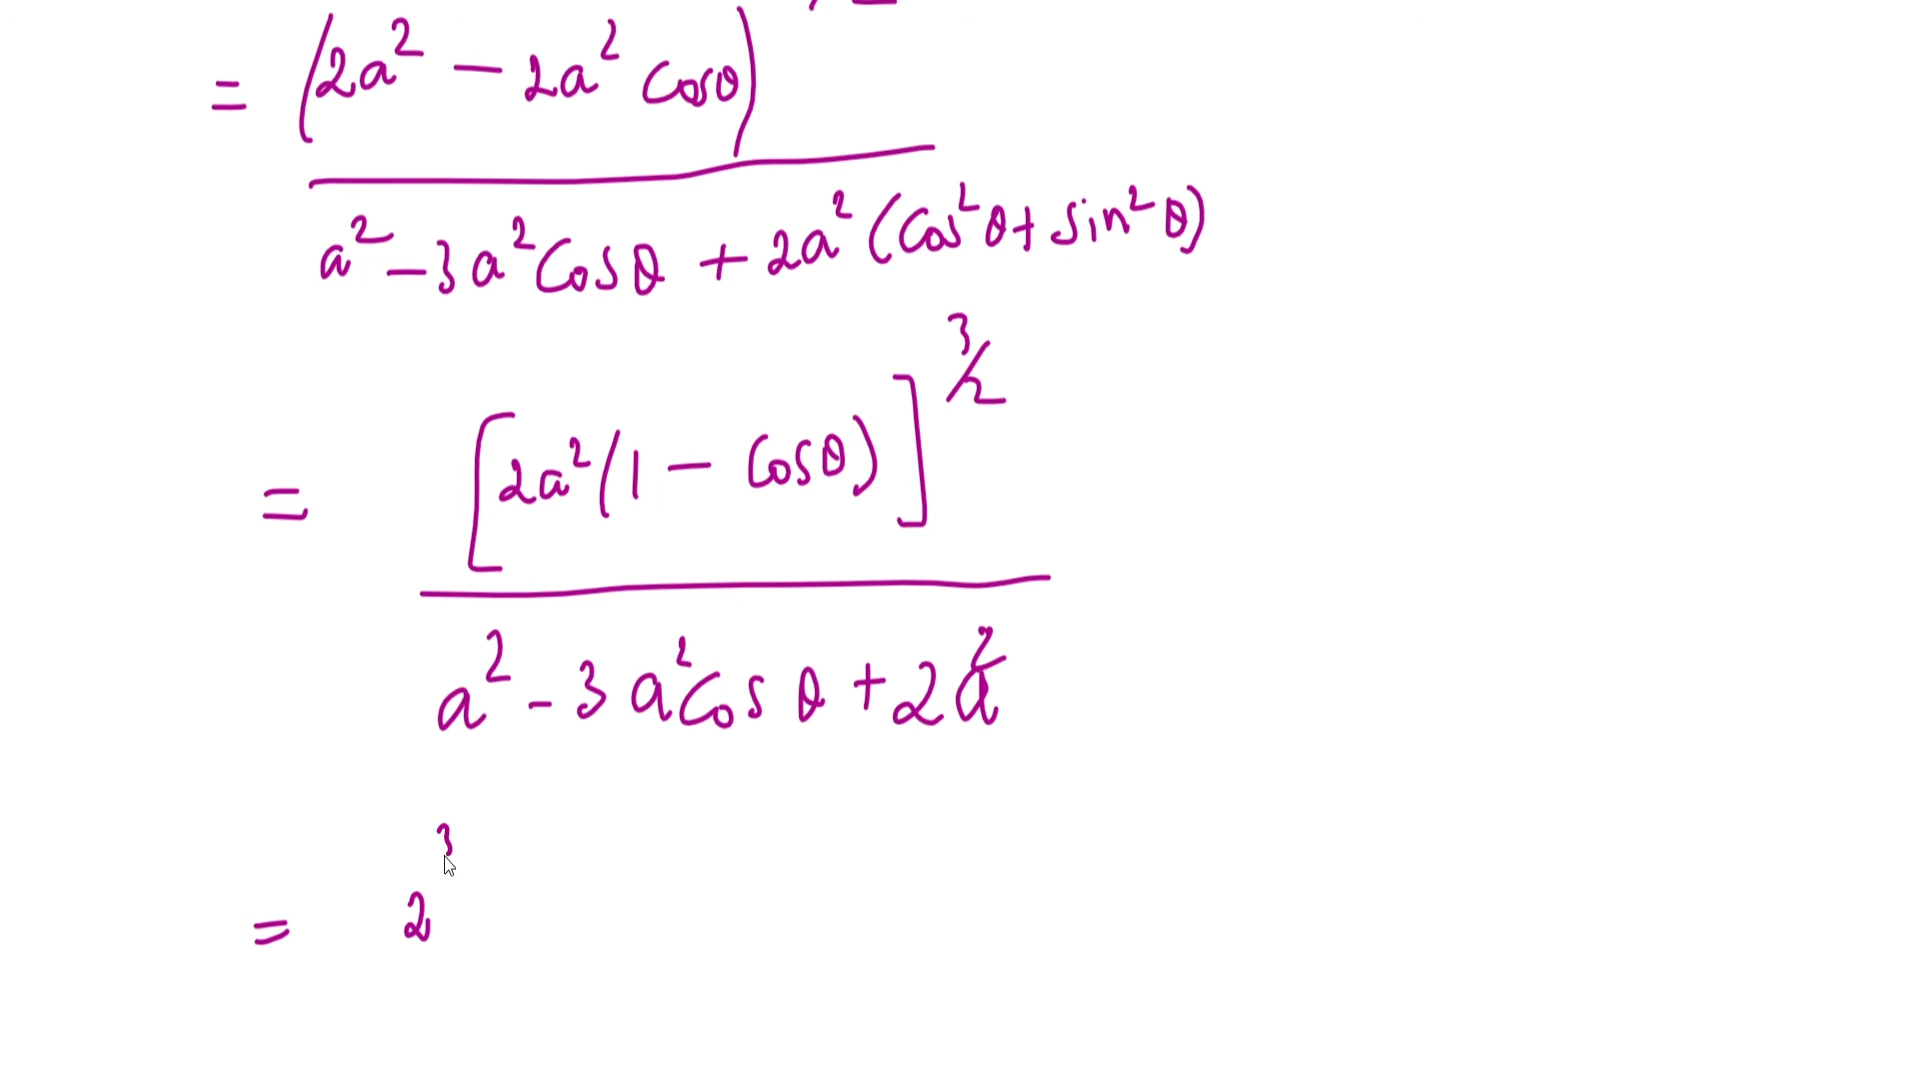 = (2a² - 2a² Cosθ)
a² - 3a² Cosθ + 2a² (Cos²θ + Sin²θ)
= [2a² (1 - Cosθ)]^3/2
a² - 3a² Cosθ + 2a²
= 2³